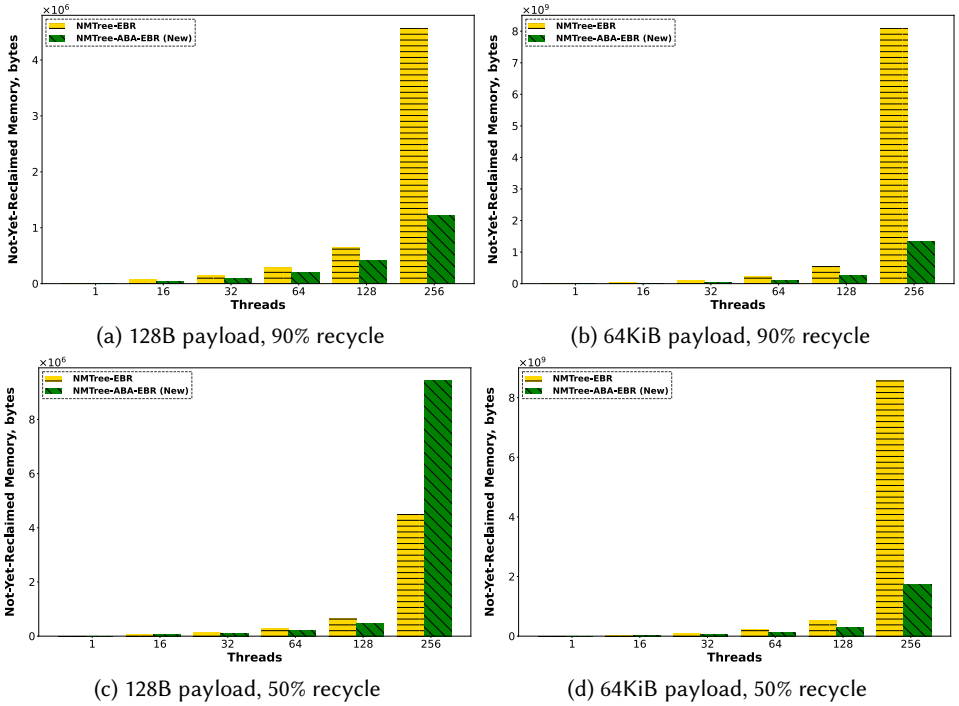 ×10⁶
NMTree-EBR
NMTree-ABA-EBR (New)
Not-Yet-Reclaimed Memory, bytes
4
2
1
0
1 16 32 64 128 256
Threads
(a) 128B payload, 90% recycle
×10⁹
NMTree-EBR
NMTree-ABA-EBR (New)
Not-Yet-Reclaimed Memory, bytes
8
7
6
5
4
3
2
1
0
1 16 32 64 128 256
Threads
(b) 64KiB payload, 90% recycle
×10⁶
NMTree-EBR
NMTree-ABA-EBR (New)
Not-Yet-Reclaimed Memory, bytes
8
6
4
2
0
1 16 32 64 128 256
Threads
(c) 128B payload, 50% recycle
×10⁹
NMTree-EBR
NMTree-ABA-EBR (New)
Not-Yet-Reclaimed Memory, bytes
8
6
4
2
0
1 16 32 64 128 256
Threads
(d) 64KiB payload, 50% recycle